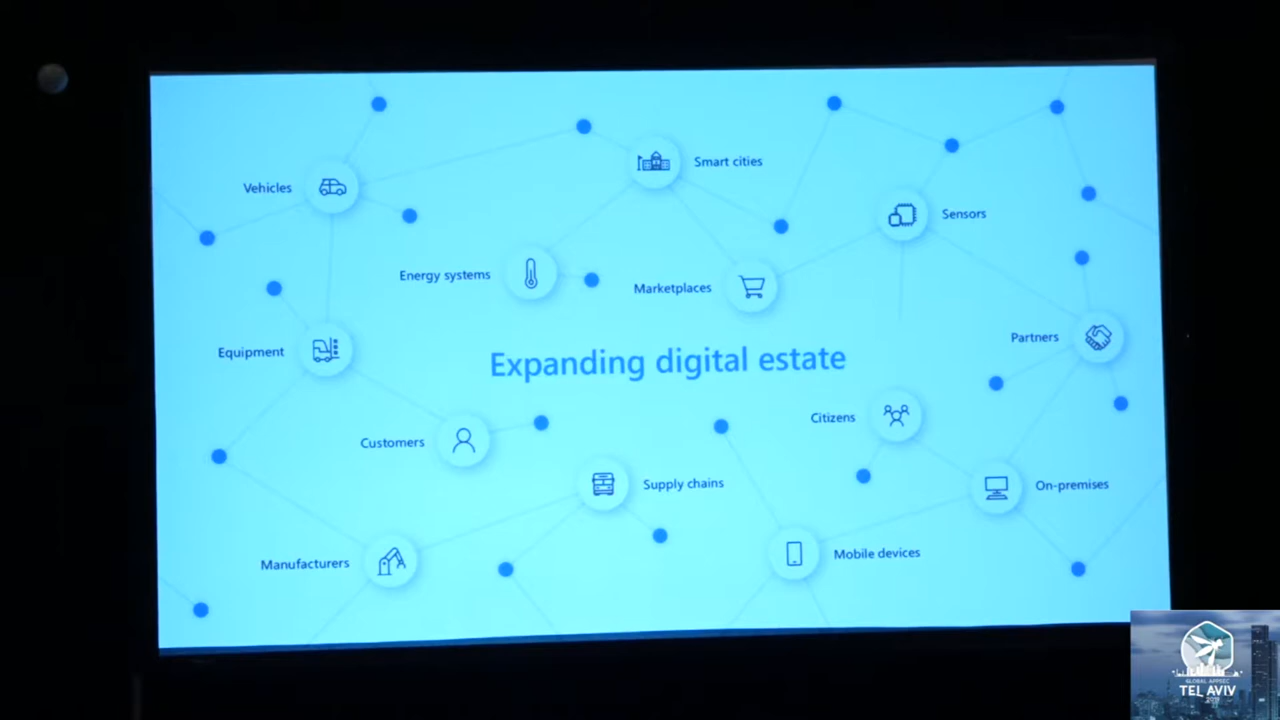 Smart cities
Vehicles
Sensors
Energy systems
Marketplaces
Partners
Equipment
Expanding digital estate
Citizens
Customers
Supply chains
On-premises
Mobile devices
Manufacturers
GLOBAL APPSEC
TEL AVIV